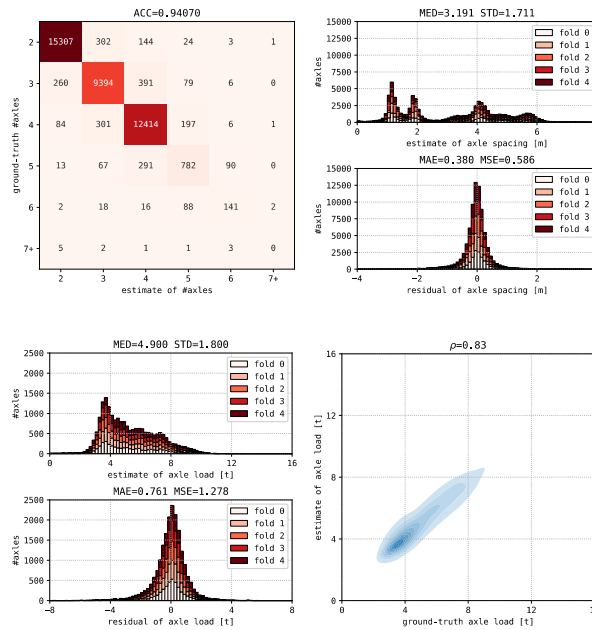 ACC=0.94070
2 15307 302 144 24 3 1
3 260 9394 391 79 6 0
4 84 301 12414 197 6 1
5 13 67 291 782 90 0
6 2 18 16 88 141 2
7+ 5 2 1 1 3 0
2 3 4 5 6 7+
ground-truth #axles
estimate of #axles
MED=3.191 STD=1.711
15000
12500
10000
7500
5000
2500
0
#axles
fold 0
fold 1
fold 2
fold 3
fold 4
0 2 4 6
estimate of axle spacing [m]
MAE=0.380 MSE=0.586
15000
12500
10000
7500
5000
2500
0
#axles
fold 0
fold 1
fold 2
fold 3
fold 4
−4 −2 0 2
residual of axle spacing [m]
MED=4.900 STD=1.800
2500
2000
1500
1000
500
0
#axles
fold 0
fold 1
fold 2
fold 3
fold 4
0 4 8 12 16
estimate of axle load [t]
MAE=0.761 MSE=1.278
2500
2000
1500
1000
500
0
#axles
fold 0
fold 1
fold 2
fold 3
fold 4
−8 −4 0 4 8
residual of axle load [t]
ρ=0.83
16
12
8
4
0
estimate of axle load [t]
0 4 8 12
ground-truth axle load [t]